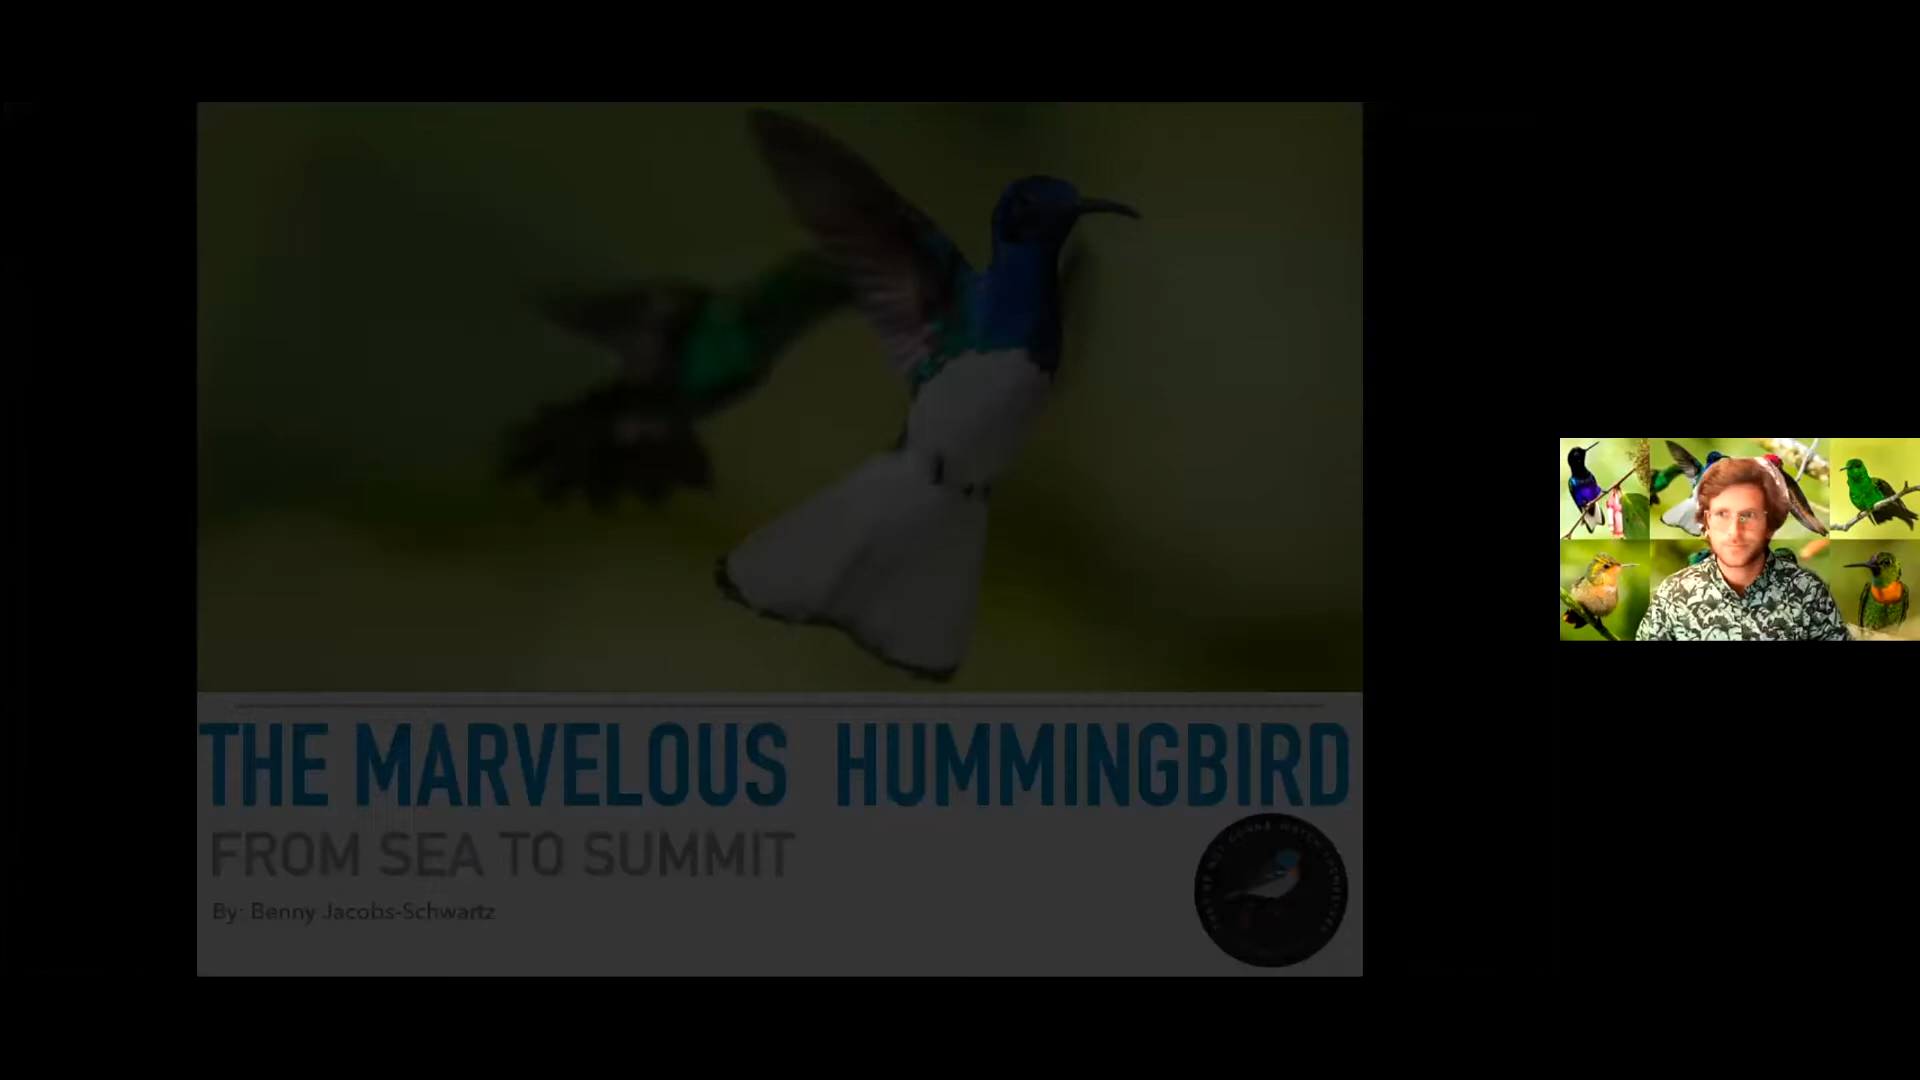 THE MARVELOUS HUMMINGBIRD
FROM SEA TO SUMMIT
By: Benny Jacobs-Schwartz